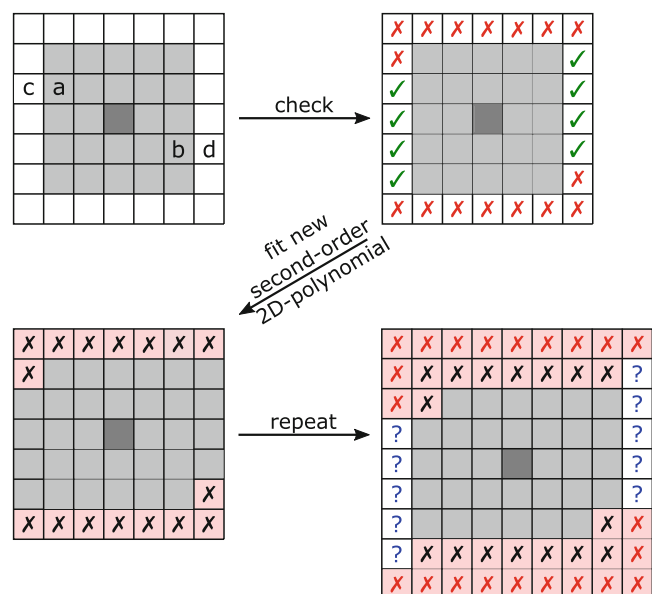 c a
b d
check
✗ ✗ ✗ ✗ ✗ ✗ ✗
✗ ✓
✓ ✓
✓ ✓
✓ ✓
✓ ✗
✗ ✗ ✗ ✗ ✗ ✗ ✗
fit new
second-order
2D-polynomial
✗ ✗ ✗ ✗ ✗ ✗ ✗
✗
✗
✗ ✗ ✗ ✗ ✗ ✗ ✗
repeat
✗ ✗ ✗ ✗ ✗ ✗ ✗ ✗ ✗
✗ ✗ ✗ ✗ ✗ ✗ ✗ ✗ ?
✗ ✗ ?
? ?
? ?
? ?
? ✗ ✗
? ✗ ✗ ✗ ✗ ✗ ✗ ✗ ✗
✗ ✗ ✗ ✗ ✗ ✗ ✗ ✗ ✗